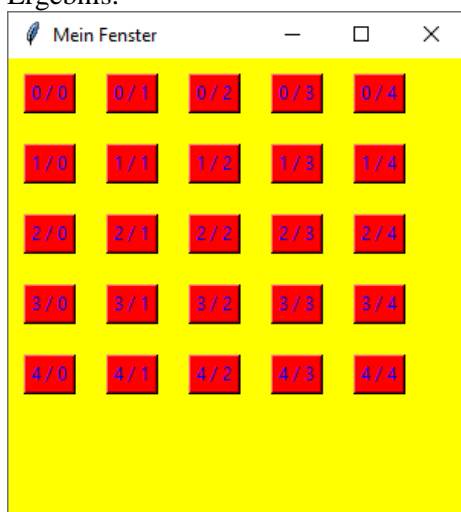 Ergebnis:
Mein Fenster
0 / 0 0 / 1 0 / 2 0 / 3 0 / 4
1 / 0 1 / 1 1 / 2 1 / 3 1 / 4
2 / 0 2 / 1 2 / 2 2 / 3 2 / 4
3 / 0 3 / 1 3 / 2 3 / 3 3 / 4
4 / 0 4 / 1 4 / 2 4 / 3 4 / 4